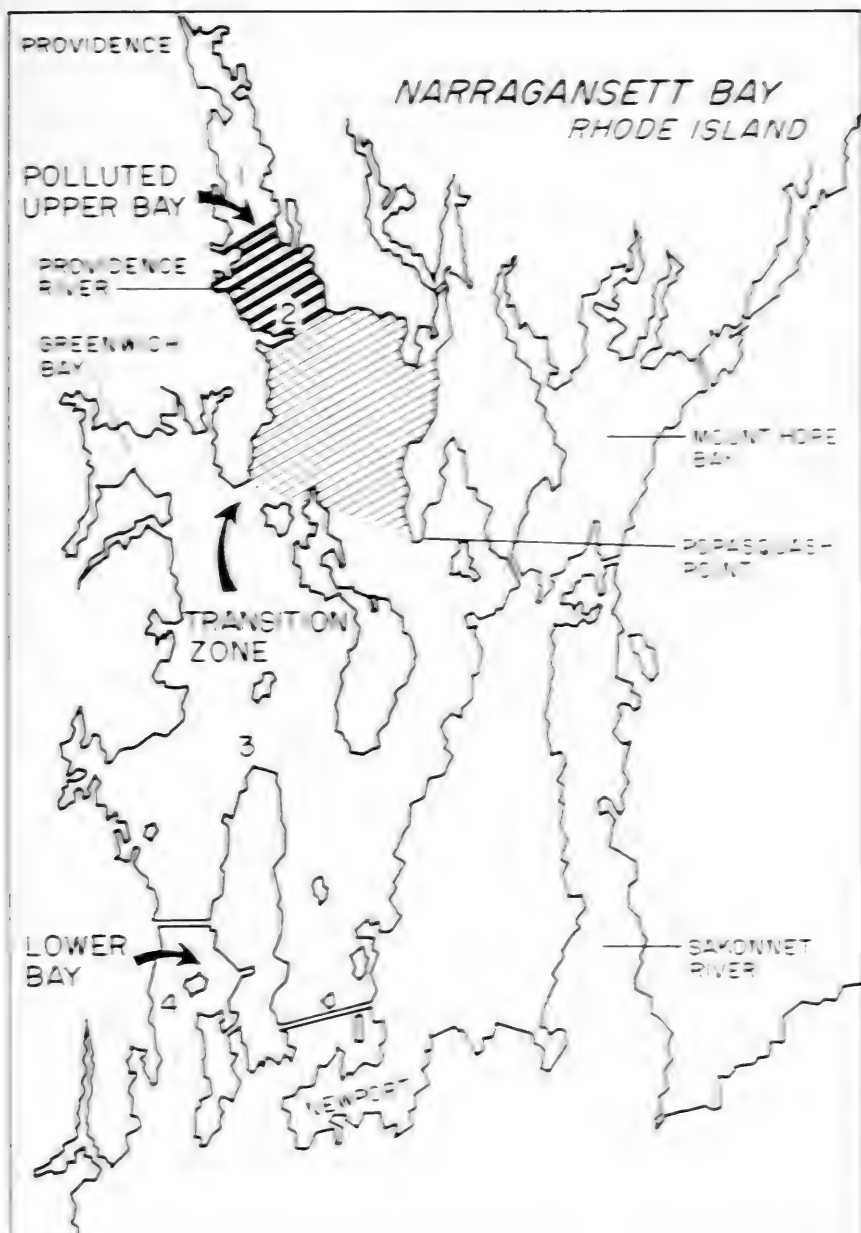 PROVIDENCE
NARRAGANSETT BAY
RHODE ISLAND
1
POLLUTED
UPPER BAY
PROVIDENCE
RIVER
2
GREENWICH
BAY
MOUNT HOPE
BAY
POPASQUASH
POINT
TRANSITION
ZONE
3
LOWER
BAY
SAKONNET
RIVER
4
NEWPORT